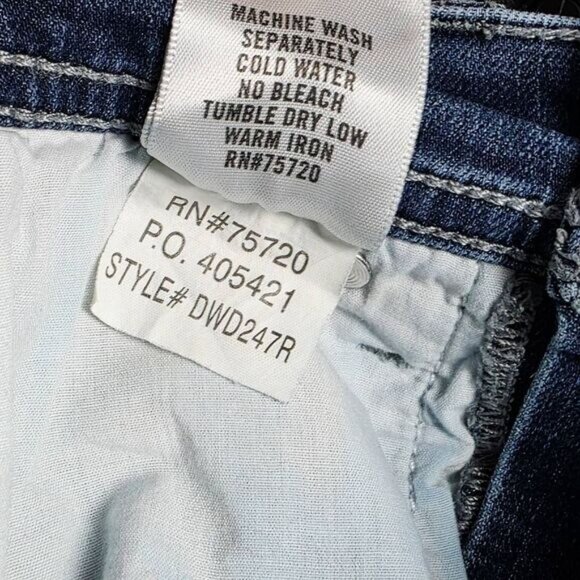 MACHINE WASH
SEPARATELY
COLD WATER
NO BLEACH
TUMBLE DRY LOW
WARM IRON
RN#75720
RN#75720
P.O. 405421
STYLE# DWD247R